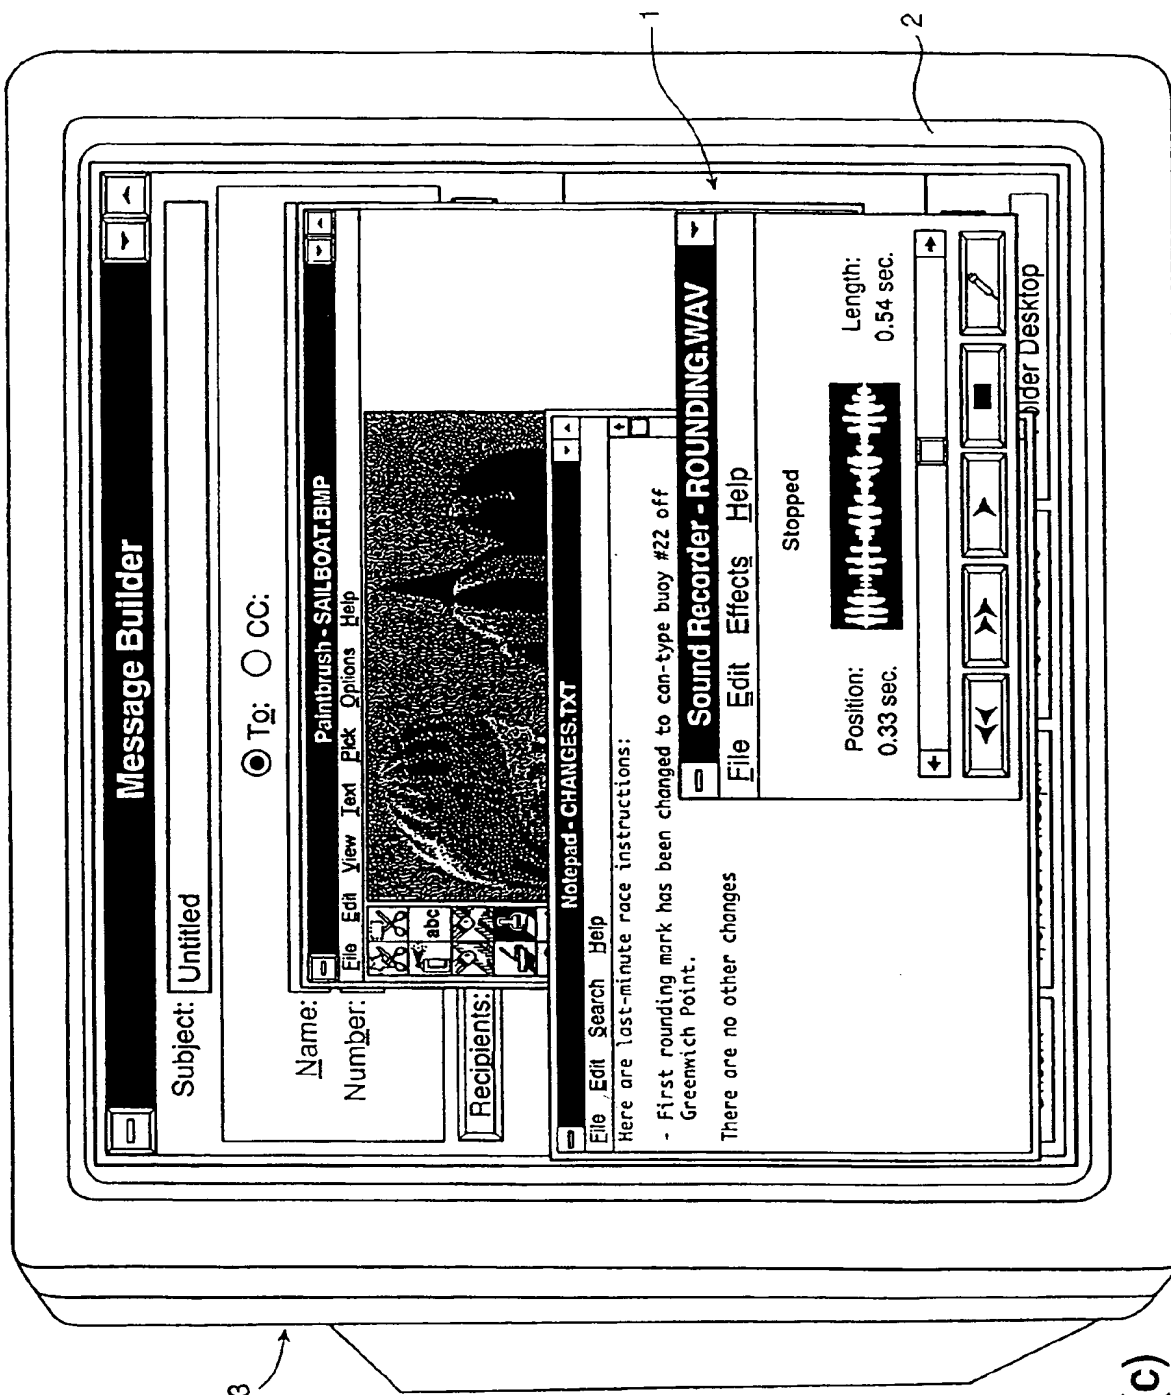 Message Builder
Subject: Untitled
To: CC:
Name:
Number:
Recipients:
Paintbrush - SAILBOAT.BMP
File Edit View Text Pick Options Help
abc
Notepad - CHANGES.TXT
File Edit Search Help
Here are last-minute race instructions:
- First rounding mark has been changed to can-type buoy #22 off
Greenwich Point.
There are no other changes
Sound Recorder - ROUNDING.WAV
File Edit Effects Help
Stopped
Position:
0.33 sec.
Length:
0.54 sec.
Desktop
1
2
3
c)